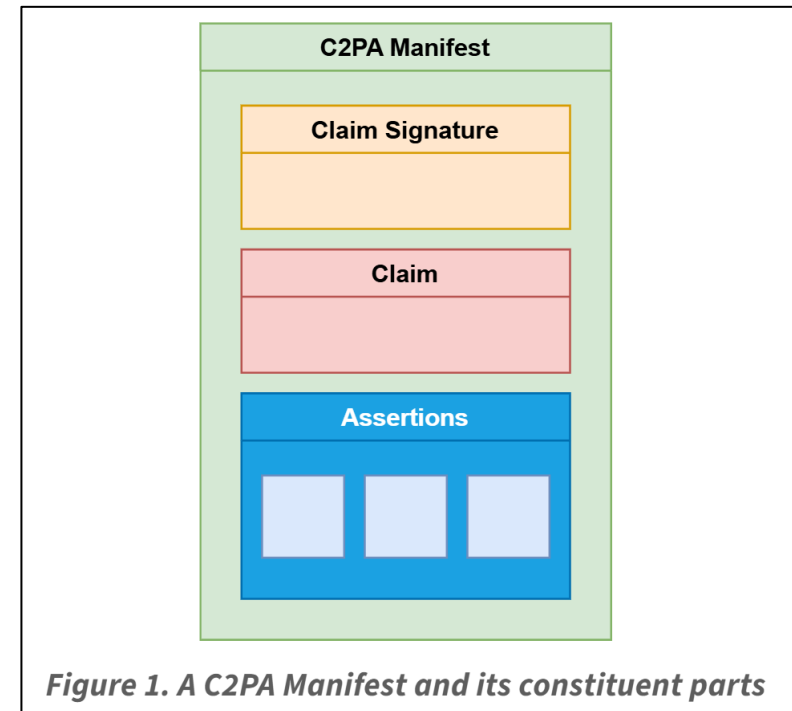 C2PA Manifest
Claim Signature
Claim
Assertions
Figure 1. A C2PA Manifest and its constituent parts